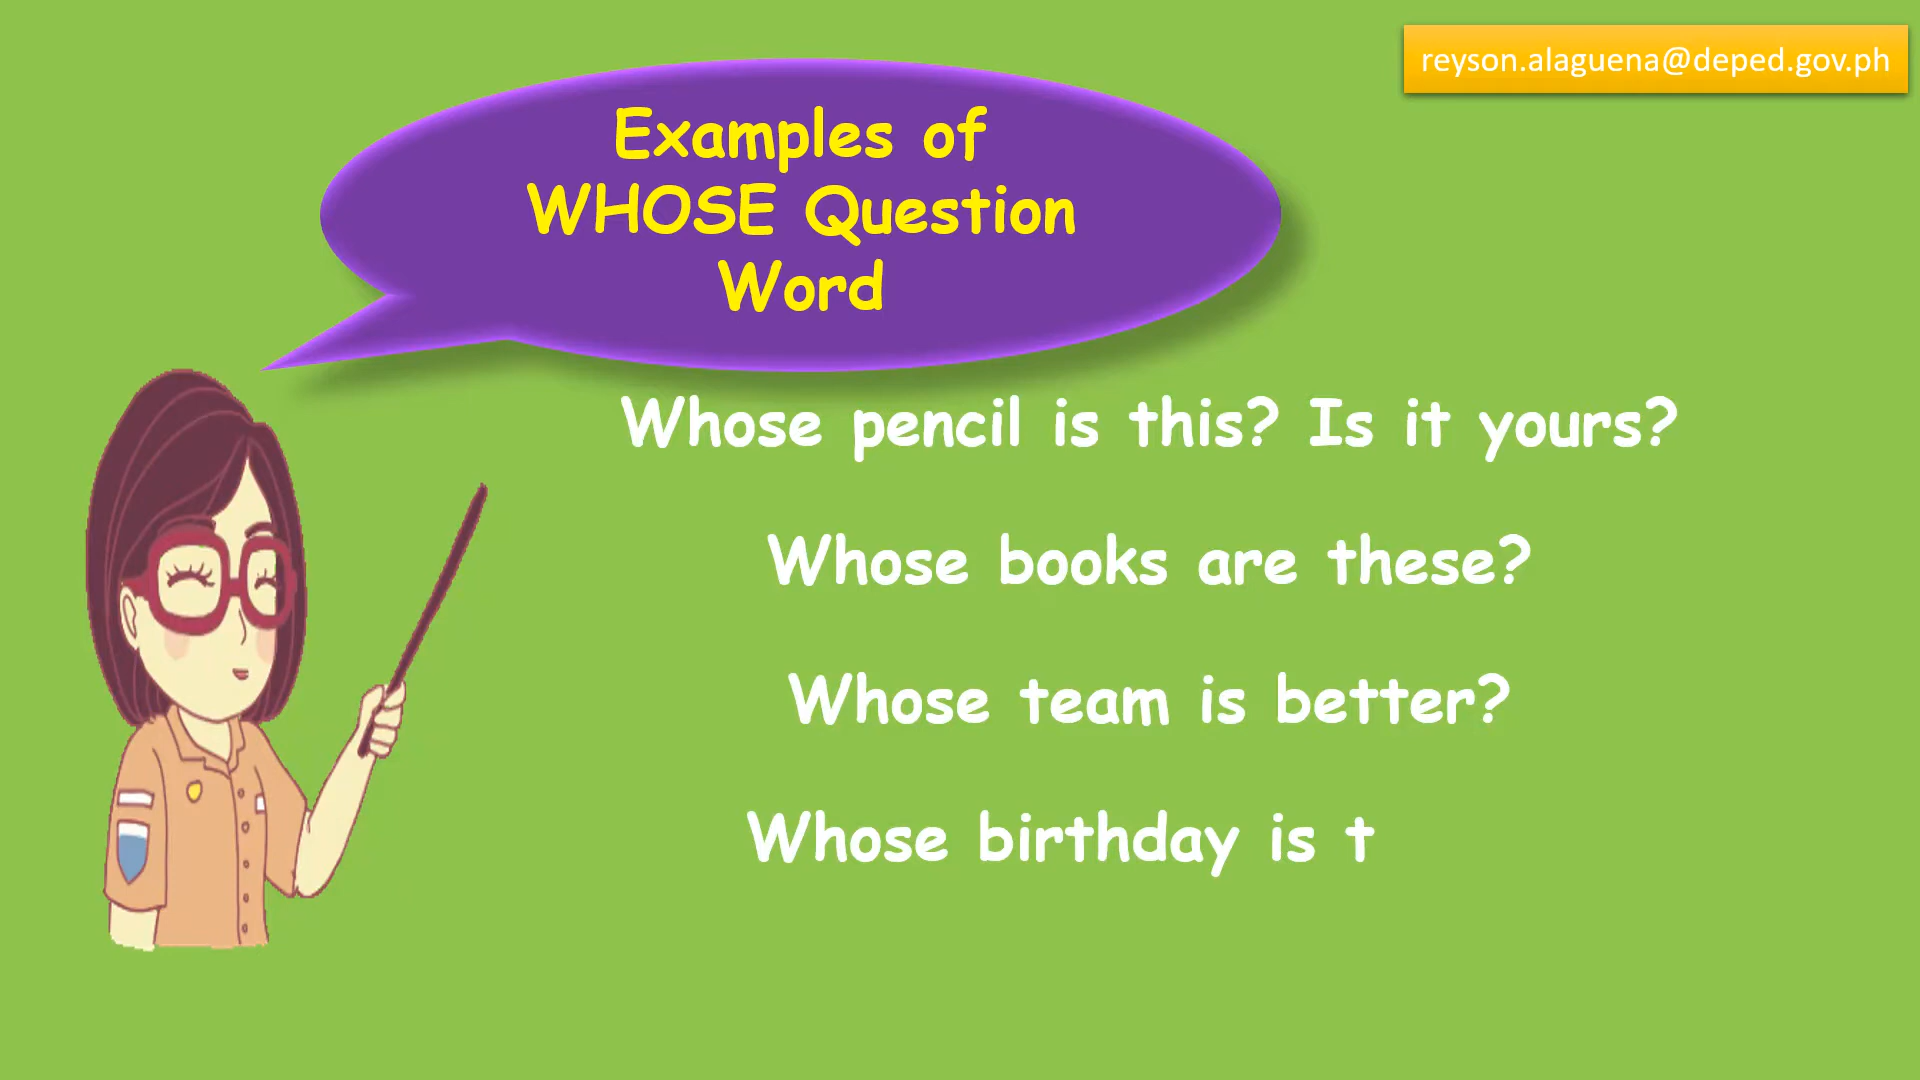 reyson.alaguena@deped.gov.ph
Examples of
WHOSE Question
Word
Whose pencil is this? Is it yours?
Whose books are these?
Whose team is better?
Whose birthday is t